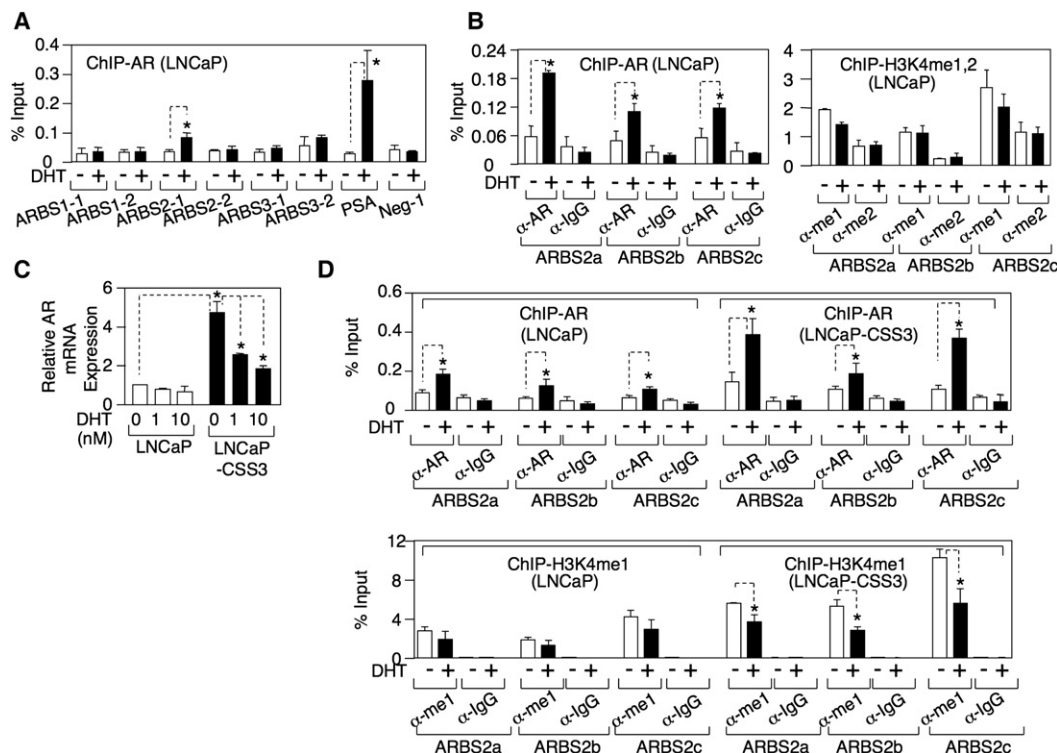 A
% Input
0.4
0.3
0.2
0.1
0
ChIP-AR (LNCaP)
*
*
DHT - + - + - + - + - + - + - + - +
ARBS1-1 ARBS1-2 ARBS2-1 ARBS2-2 ARBS3-1 ARBS3-2 PSA Neg-1
B
% Input
0.24
0.18
0.12
0.06
0
ChIP-AR (LNCaP)
* * *
DHT - + - + - + - + - + - +
α-AR α-IgG α-AR α-IgG α-AR α-IgG
ARBS2a ARBS2b ARBS2c
4
3
2
1
0
ChIP-H3K4me1,2
(LNCaP)
- + - + - + - + - + - +
α-me1 α-me2 α-me1 α-me2 α-me1 α-me2
ARBS2a ARBS2b ARBS2c
C
Relative AR
mRNA
Expression
6
4
2
0
* * *
DHT
(nM)
0 1 10 0 1 10
LNCaP LNCaP
-CSS3
D
% Input
0.6
0.4
0.2
0
ChIP-AR
(LNCaP)
ChIP-AR
(LNCaP-CSS3)
* * * * * *
DHT - + - + - + - + - + - + - + - + - + - + - + - +
α-AR α-IgG α-AR α-IgG α-AR α-IgG α-AR α-IgG α-AR α-IgG α-AR α-IgG
ARBS2a ARBS2b ARBS2c ARBS2a ARBS2b ARBS2c
% Input
12
8
4
0
ChIP-H3K4me1
(LNCaP)
ChIP-H3K4me1
(LNCaP-CSS3)
* * *
DHT - + - + - + - + - + - + - + - + - + - + - + - +
α-me1 α-IgG α-me1 α-IgG α-me1 α-IgG α-me1 α-IgG α-me1 α-IgG α-me1 α-IgG
ARBS2a ARBS2b ARBS2c ARBS2a ARBS2b ARBS2c